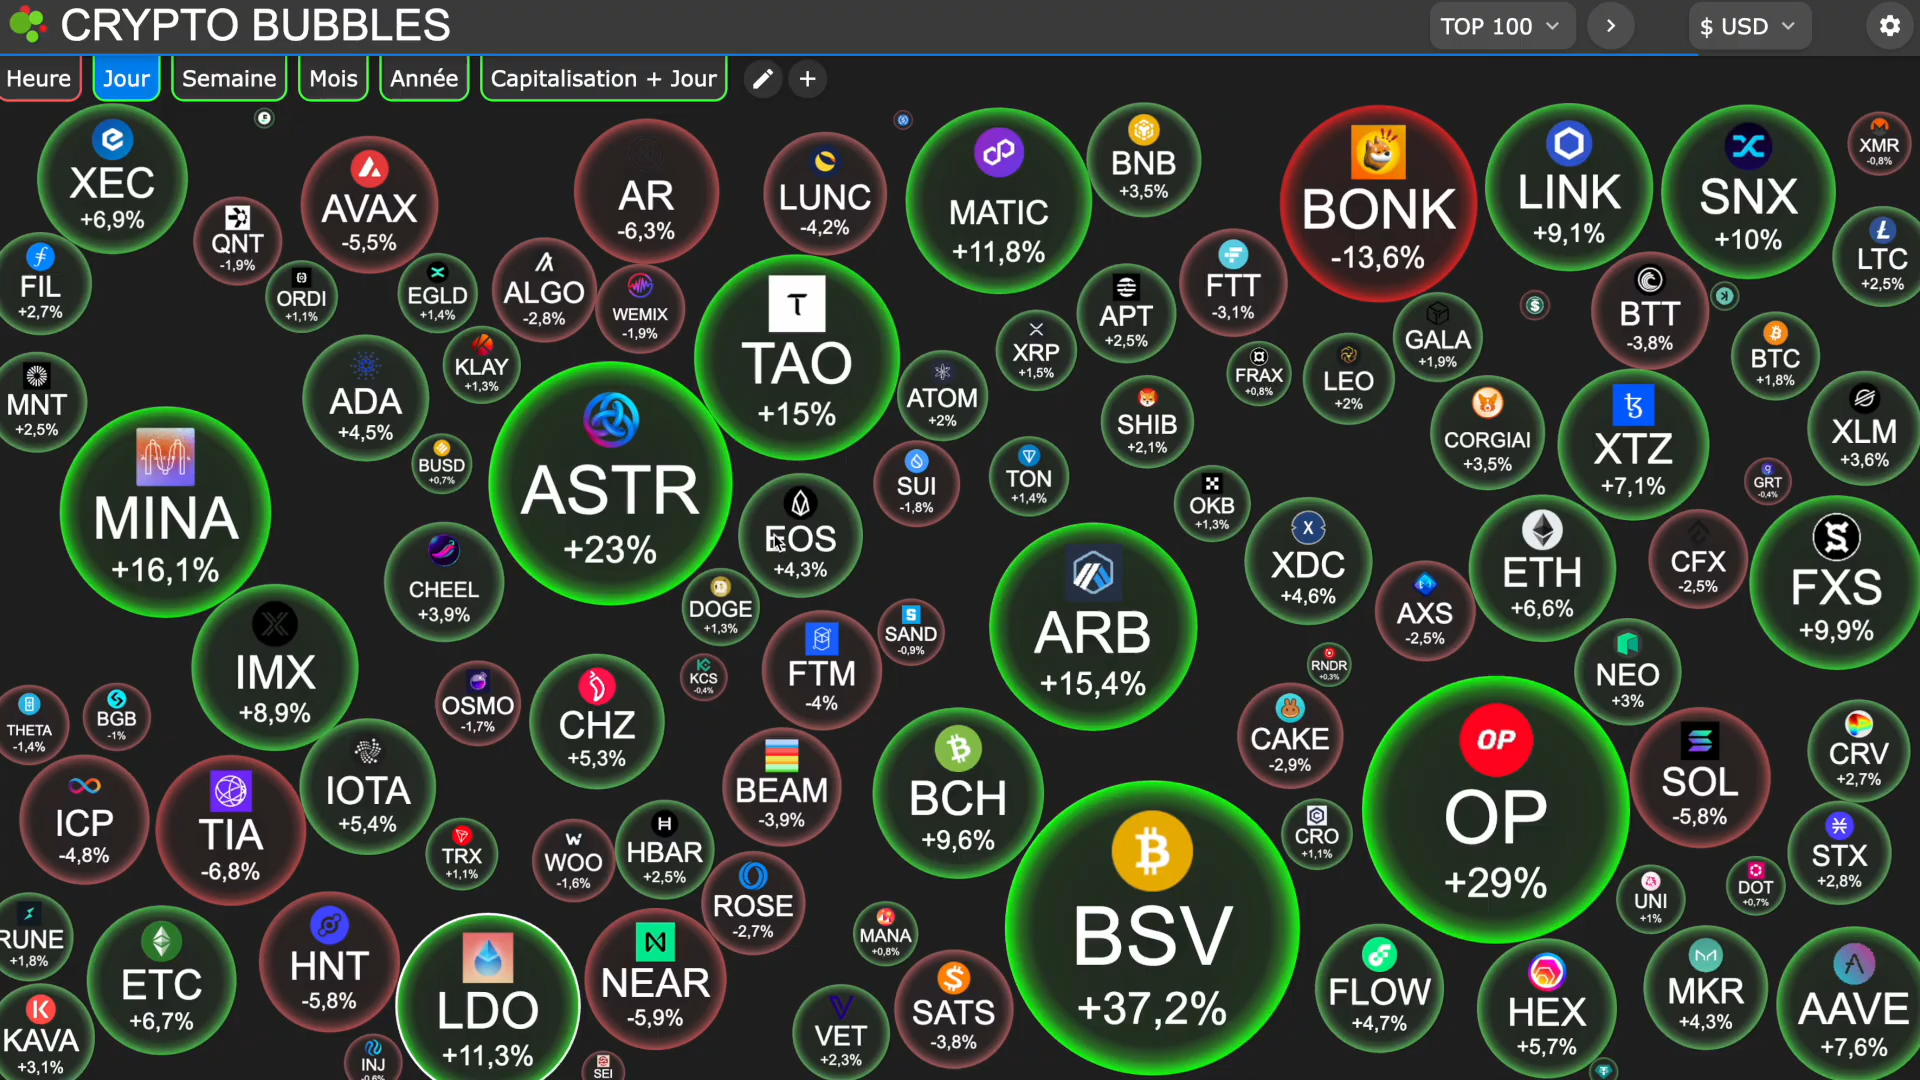 CRYPTO BUBBLES
TOP 100
$ USD
Heure
Jour
Semaine
Mois
Année
Capitalisation + Jour
XEC
+6,9%
QNT
-1,9%
AVAX
-5,5%
AR
-6,3%
LUNC
-4,2%
MATIC
+11,8%
BNB
+3,5%
BONK
-13,6%
LINK
+9,1%
SNX
+10%
XMR
-0,8%
FIL
+2,7%
ORDI
+1,1%
EGLD
+1,4%
ALGO
-2,8%
WEMIX
-1,9%
TAO
+15%
XRP
+1,5%
APT
+2,5%
FTT
-3,1%
GALA
+1,9%
BTT
-3,8%
LTC
+2,5%
MNT
+2,5%
ADA
+4,5%
KLAY
+1,3%
ATOM
+2%
SHIB
+2,1%
FRAX
+0,8%
LEO
+2%
BTC
+1,8%
CORGIAI
+3,5%
XTZ
+7,1%
XLM
+3,6%
MINA
+16,1%
BUSD
+0,7%
ASTR
+23%
EOS
+4,3%
SUI
-1,8%
TON
+1,4%
OKB
+1,3%
GRT
-0,4%
CHEEL
+3,9%
DOGE
+1,3%
ARB
+15,4%
XDC
+4,6%
AXS
-2,5%
ETH
+6,6%
CFX
-2,5%
FXS
+9,9%
IMX
+8,9%
OSMO
-1,7%
CHZ
+5,3%
KCS
-0,4%
FTM
-4%
SAND
-0,9%
RNDR
+0,3%
NEO
+3%
THETA
-1,4%
BGB
-1%
IOTA
+5,4%
BEAM
-3,9%
BCH
+9,6%
CAKE
-2,9%
OP
OP
+29%
SOL
-5,8%
CRV
+2,7%
ICP
-4,8%
TIA
-6,8%
TRX
+1,1%
WOO
-1,6%
HBAR
+2,5%
ROSE
-2,7%
BSV
+37,2%
CRO
+1,1%
UNI
+1%
DOT
+0,7%
STX
+2,8%
RUNE
+1,8%
ETC
+6,7%
HNT
-5,8%
LDO
+11,3%
NEAR
-5,9%
MANA
+0,8%
SATS
-3,8%
FLOW
+4,7%
HEX
+5,7%
MKR
+4,3%
AAVE
+7,6%
KAVA
+3,1%
INJ
-0,6%
SEI
VET
+2,3%